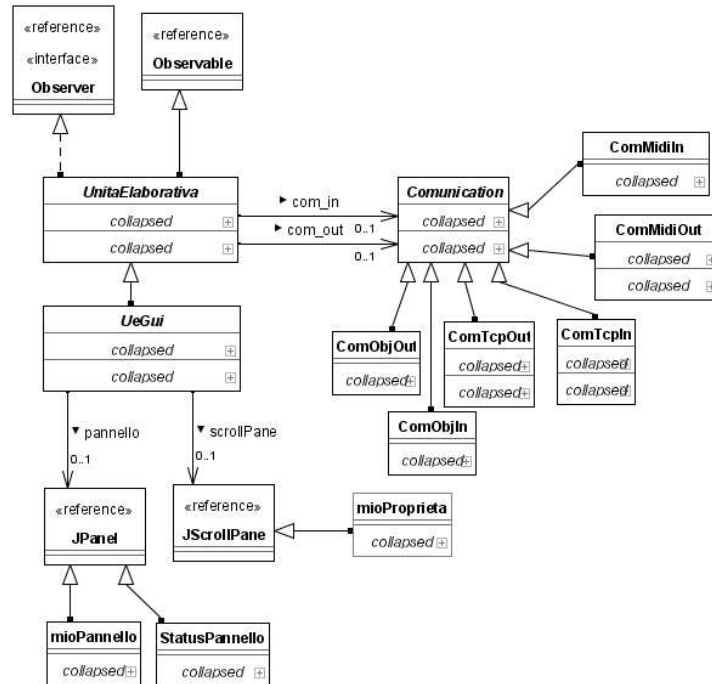 «reference»
«interface»
Observer
«reference»
Observable
UnitaElaborativa
collapsed
collapsed
com_in
0..1
com_out
0..1
Comunication
collapsed
collapsed
ComMidiIn
collapsed
ComMidiOut
collapsed
collapsed
UeGui
collapsed
collapsed
ComObjOut
collapsed
ComTcpOut
collapsed
collapsed
ComTcpIn
collapsed
collapsed
ComObjIn
collapsed
pannello
0..1
scrollPane
0..1
«reference»
JPanel
«reference»
JScrollPane
mioProprieta
collapsed
mioPannello
collapsed
StatusPannello
collapsed